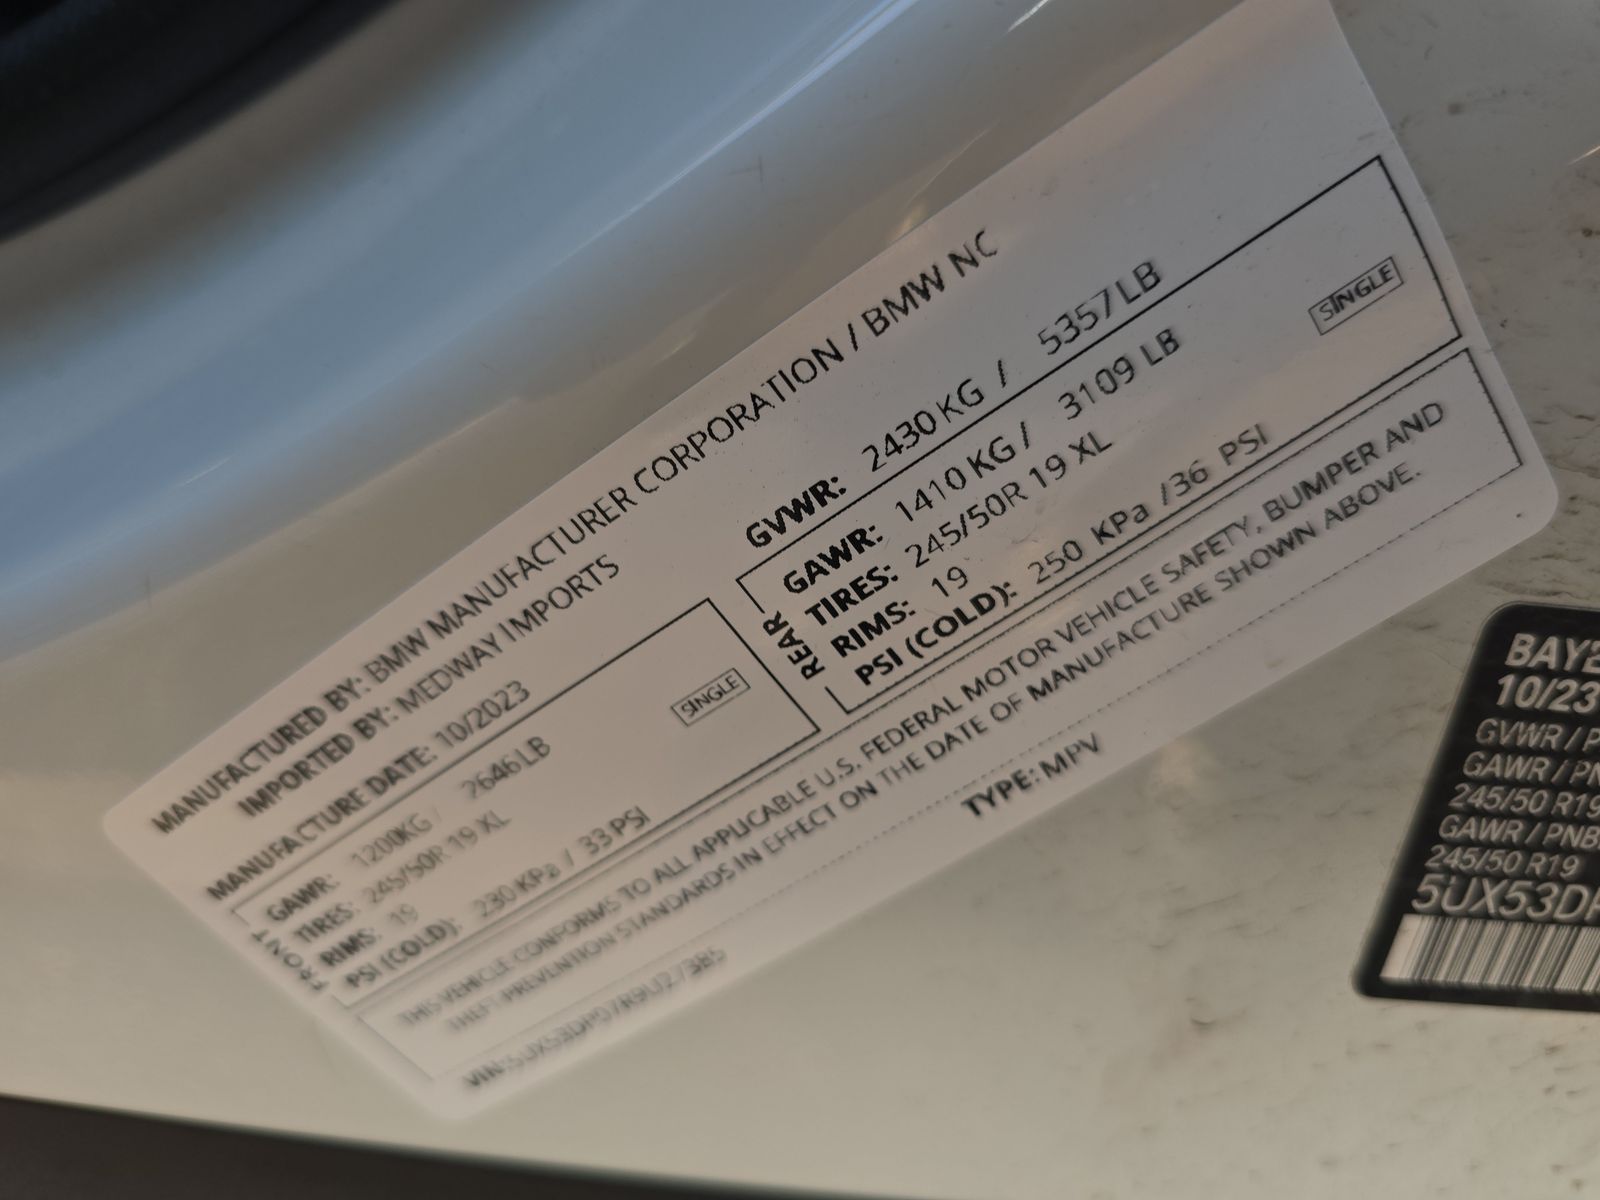 MANUFACTURED BY: BMW MANUFACTURER CORPORATION / BMW NC
IMPORTED BY: MEDWAY IMPORTS
MANUFACTURE DATE: 10/2023
GVWR: 2430 KG / 5357 LB
FRONT
GAWR: 1200KG / 2646 LB
TIRES: 245/50R 19 XL
RIMS: 19
PSI (COLD): 230 KPa / 33 PSI
SINGLE
REAR
GAWR: 1410 KG / 3109 LB
TIRES: 245/50R 19 XL
RIMS: 19
PSI (COLD): 250 KPa /36 PSI
SINGLE
THIS VEHICLE CONFORMS TO ALL APPLICABLE U.S. FEDERAL MOTOR VEHICLE SAFETY, BUMPER AND
THEFT PREVENTION STANDARDS IN EFFECT ON THE DATE OF MANUFACTURE SHOWN ABOVE.
VIN:
TYPE: MPV
10/23
GVWR /
GAWR /
245/50 R19
GAWR /
245/50 R19